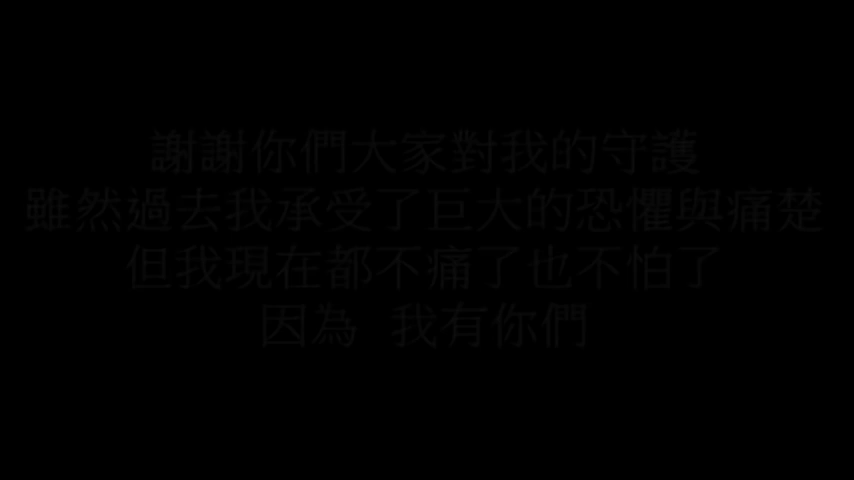 謝謝你們大家對我的守護
雖然過去我承受了巨大的恐懼與痛楚
但我現在都不痛了也不怕了
因為 我有你們